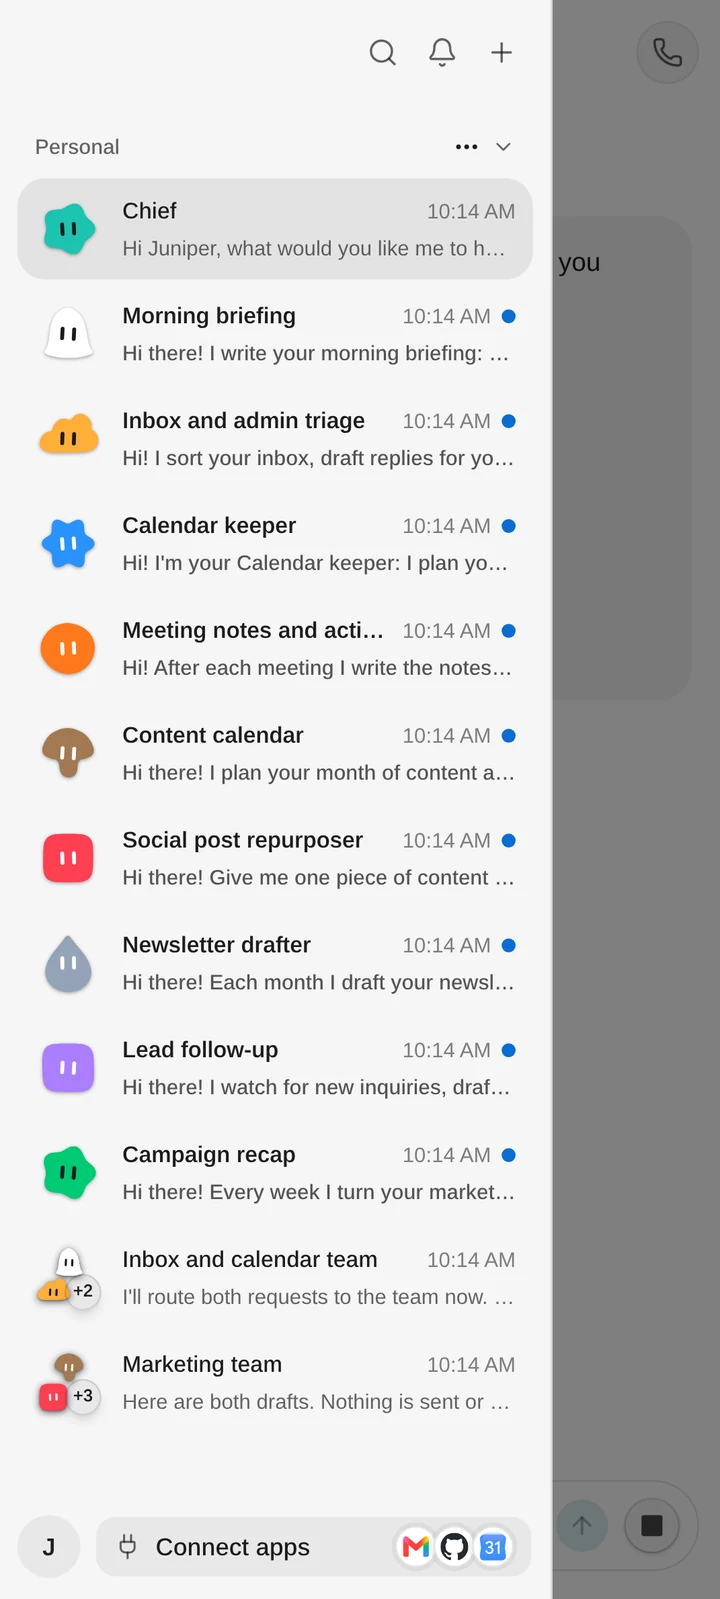 Personal
Chief 10:14 AM
Hi Juniper, what would you like me to h…
you
Morning briefing 10:14 AM
Hi there! I write your morning briefing: …
Inbox and admin triage 10:14 AM
Hi! I sort your inbox, draft replies for yo…
Calendar keeper 10:14 AM
Hi! I'm your Calendar keeper: I plan yo…
Meeting notes and acti… 10:14 AM
Hi! After each meeting I write the notes…
Content calendar 10:14 AM
Hi there! I plan your month of content a…
Social post repurposer 10:14 AM
Hi there! Give me one piece of content …
Newsletter drafter 10:14 AM
Hi there! Each month I draft your newsl…
Lead follow-up 10:14 AM
Hi there! I watch for new inquiries, draf…
Campaign recap 10:14 AM
Hi there! Every week I turn your market…
Inbox and calendar team 10:14 AM
+2
I'll route both requests to the team now. …
Marketing team 10:14 AM
+3
Here are both drafts. Nothing is sent or …
J
Connect apps
31